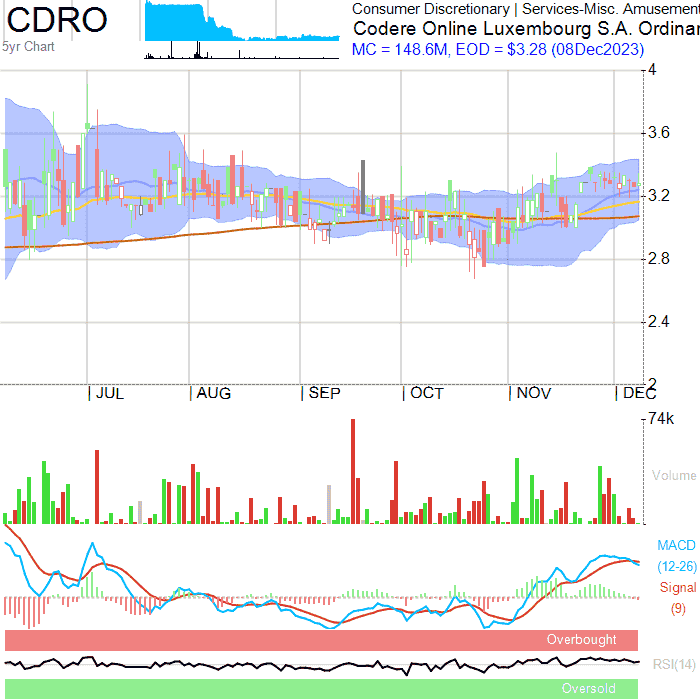 CDRO
5yr Chart
Consumer Discretionary | Services-Misc. Amusement
Codere Online Luxembourg S.A. Ordinar
MC = 148.6M, EOD = $3.28 (08Dec2023)
4
3.6
3.2
2.8
2.4
2
JUL AUG SEP OCT NOV DEC
74k
Volume
MACD
(12-26)
Signal
(9)
Overbought
RSI(14)
Oversold